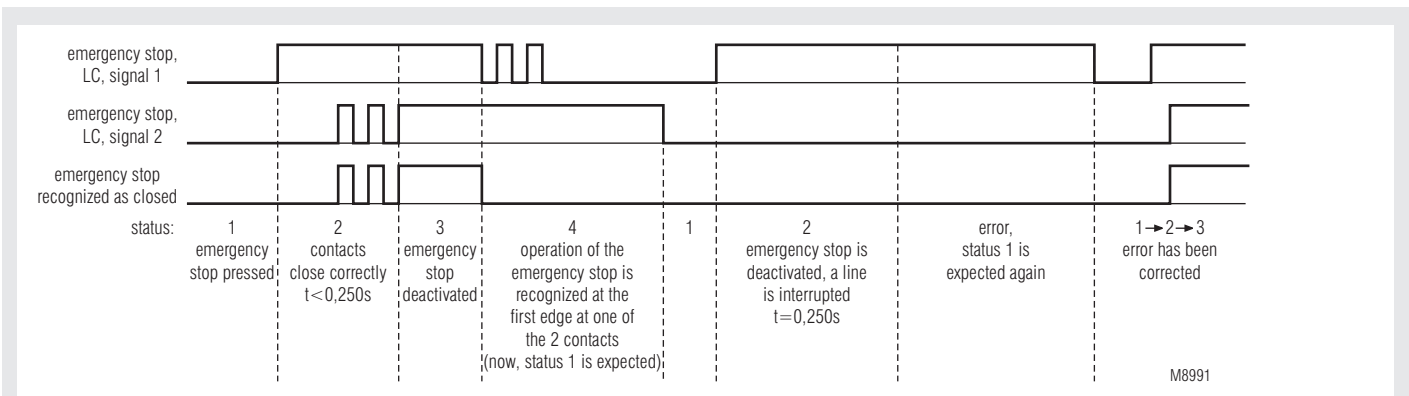 emergency stop,
LC, signal 1
emergency stop,
LC, signal 2
emergency stop
recognized as closed
status:
1
emergency
stop pressed
2
contacts
close correctly
t<0,250s
3
emergency
stop
deactivated
4
operation of the
emergency stop is
recognized at the
first edge at one of
the 2 contacts
(now, status 1 is expected)
1
2
emergency stop is
deactivated, a line
is interrupted
t=0,250s
error,
status 1 is
expected again
1→2→3
error has been
corrected
M8991